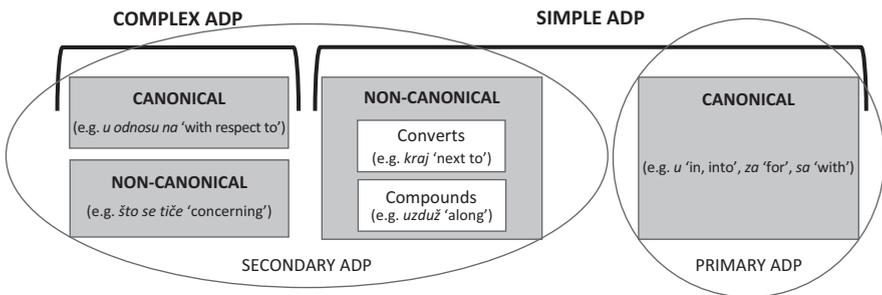 COMPLEX ADP
SIMPLE ADP
CANONICAL
(e.g. u odnosu na ‘with respect to’)
NON-CANONICAL
(e.g. što se tiče ‘concerning’)
NON-CANONICAL
Converts
(e.g. kraj ‘next to’)
Compounds
(e.g. uzduž ‘along’)
CANONICAL
(e.g. u ‘in, into’, za ‘for’, sa ‘with’)
SECONDARY ADP
PRIMARY ADP